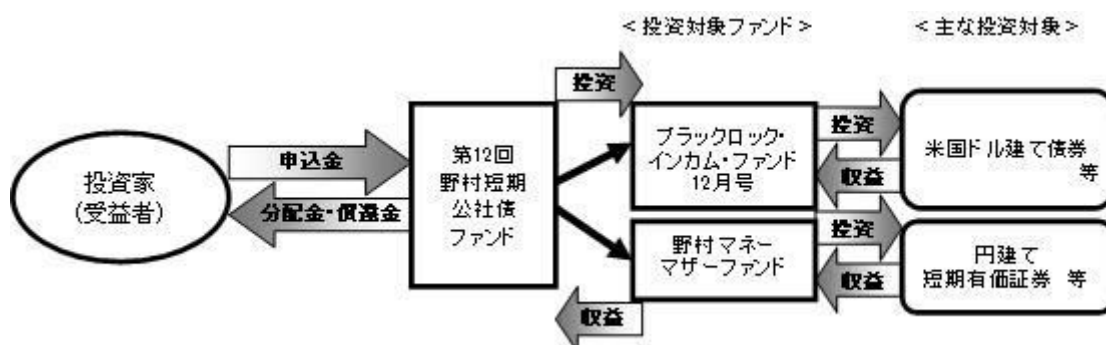 ＜投資対象ファンド＞
＜主な投資対象＞
投資
申込金
分配金・償還金
投資家
(受益者)
第12回
野村短期
公社債
ファンド
ブラックロック・
インカム・ファンド
12月号
投資
収益
米国ドル建て債券
等
野村マネー
マザーファンド
投資
収益
円建て
短期有価証券 等
収益